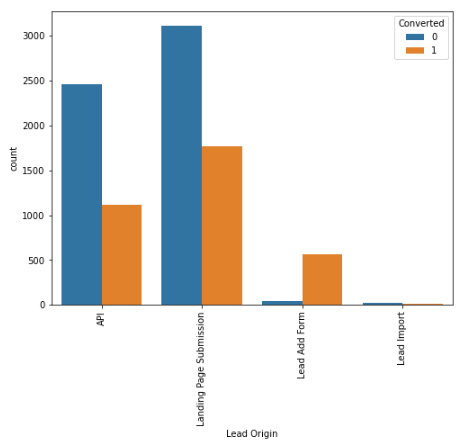 Converted
0
1
3000
2500
2000
1500
1000
500
0
count
API
Landing Page Submission
Lead Add Form
Lead Import
Lead Origin